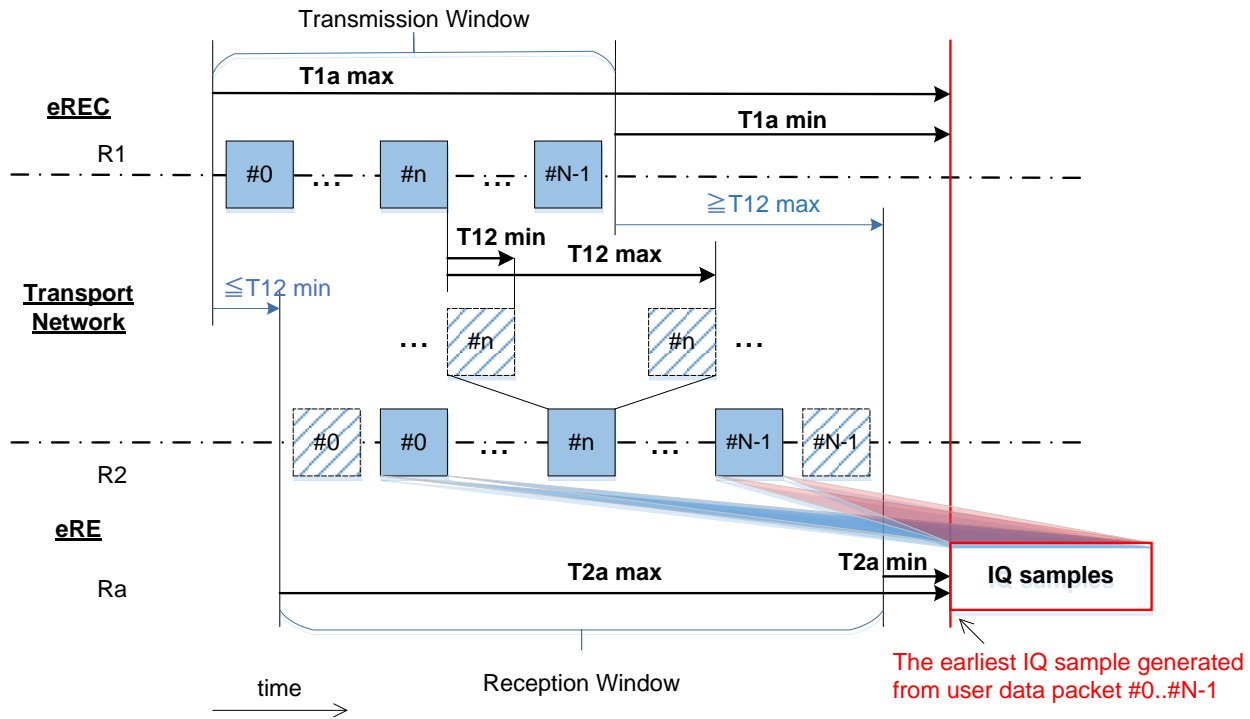 Transmission Window
T1a max
eREC
T1a min
R1
#0
...
#n
...
#N-1
≧T12 max
T12 min
T12 max
≦T12 min
Transport
Network
...
#n
#n
...
#0
#0
...
#n
...
#N-1
#N-1
R2
eRE
T2a min
T2a max
IQ samples
Ra
The earliest IQ sample generated
from user data packet #0..#N-1
time
Reception Window